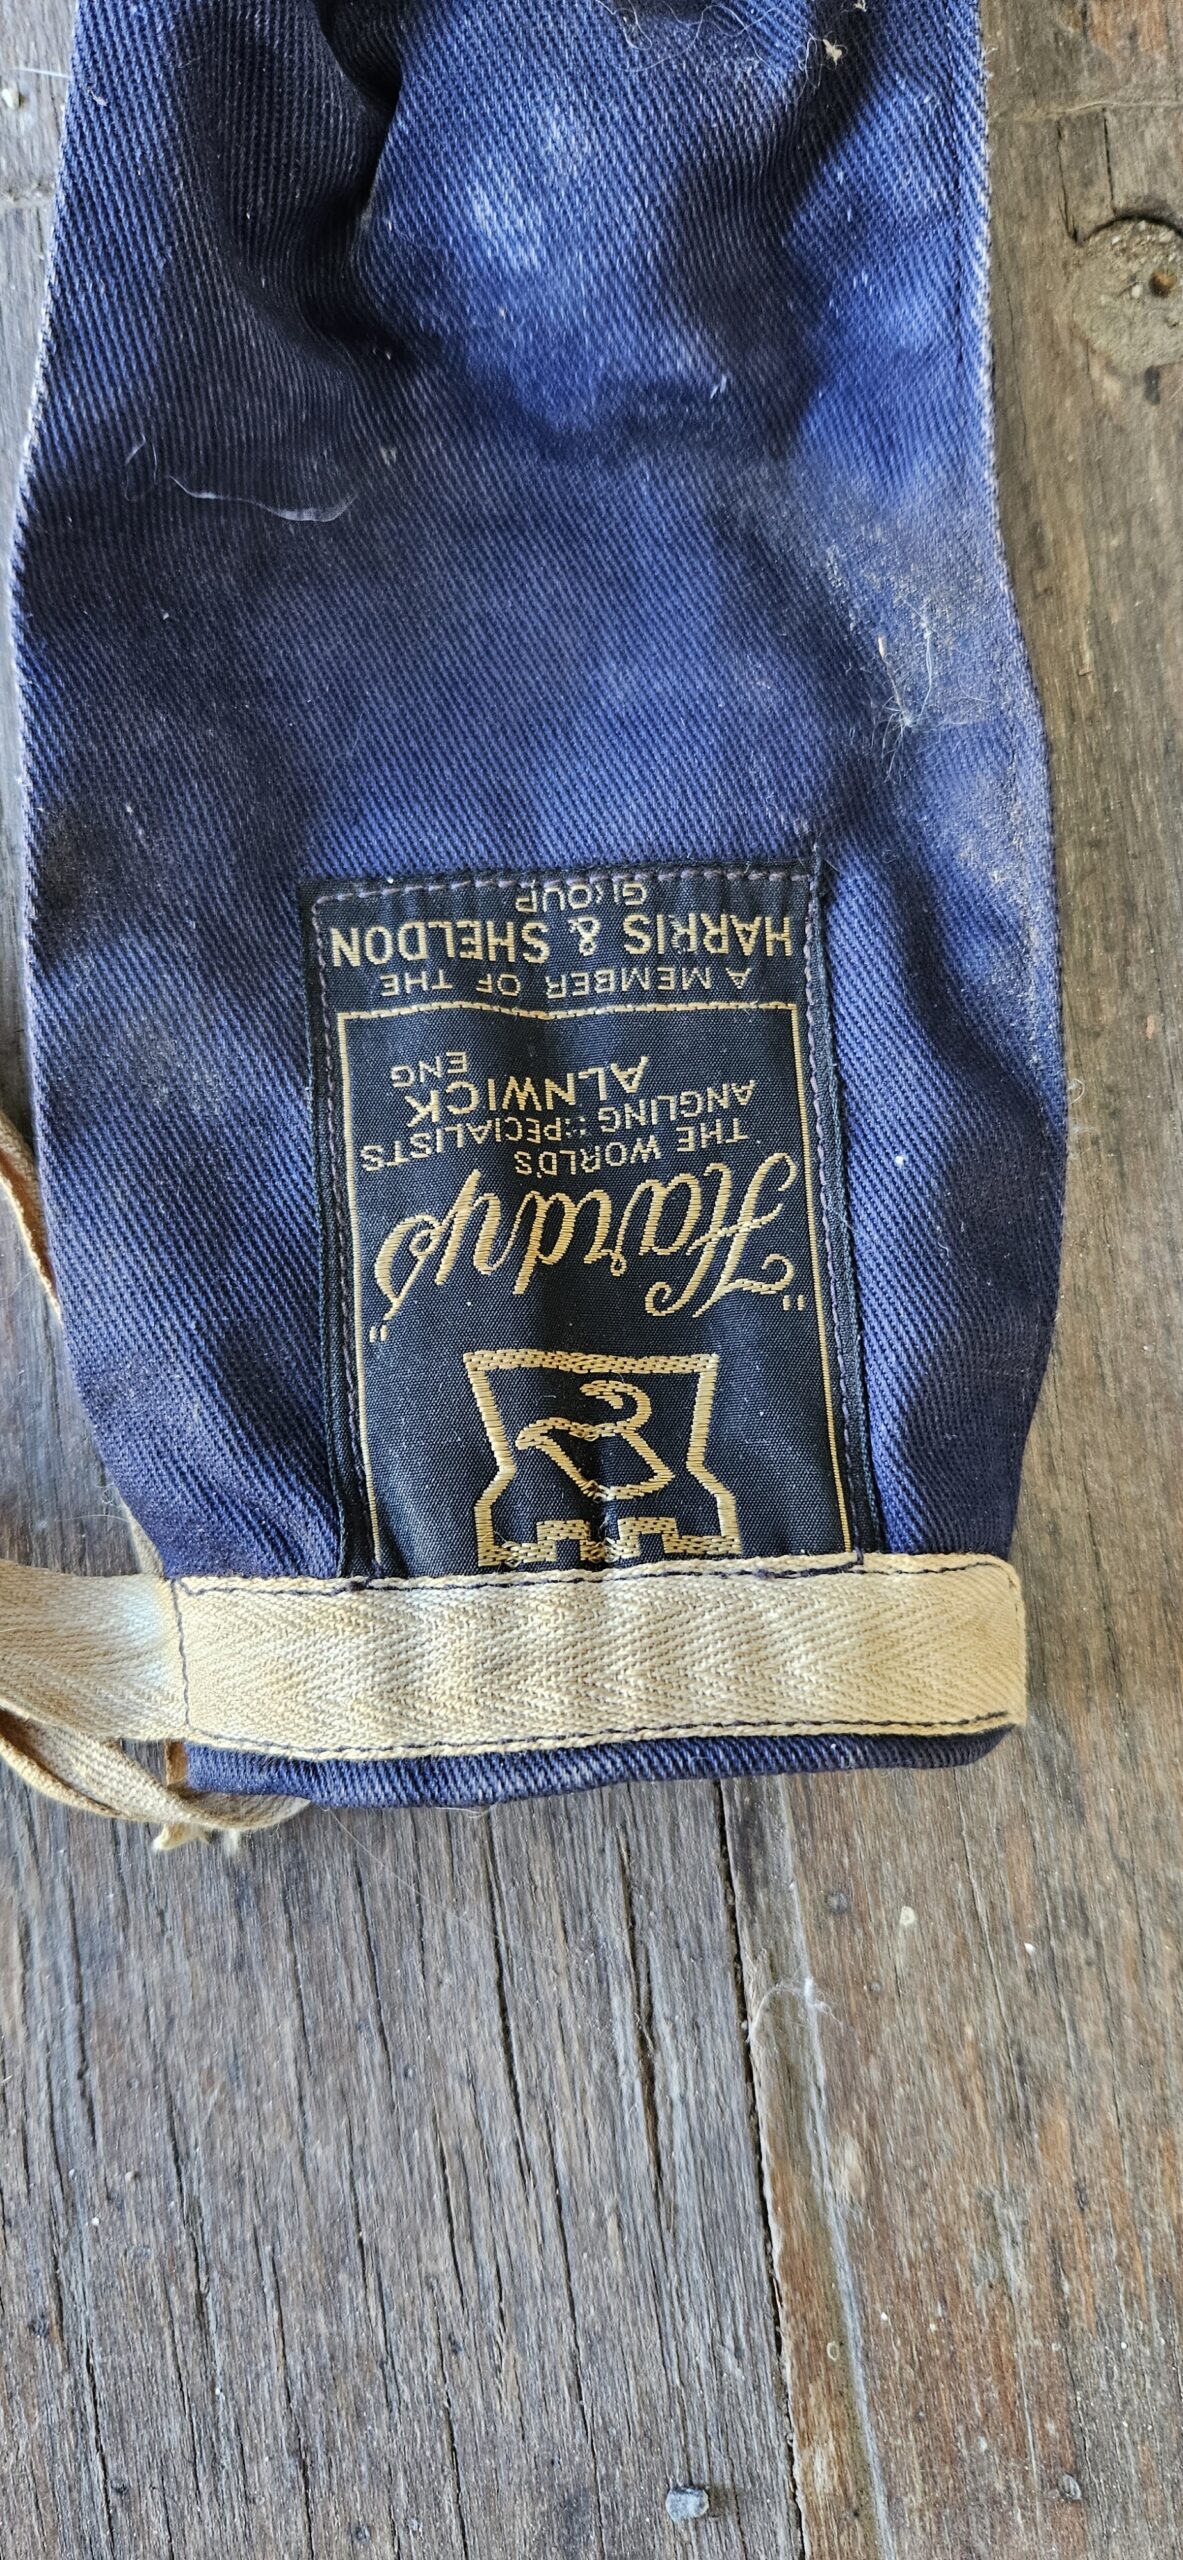 "Hardy's"
THE WORLD'S
ANGLING SPECIALISTS
ALNWICK
ENG
A MEMBER OF THE
HARRIS & SHELDON
GROUP